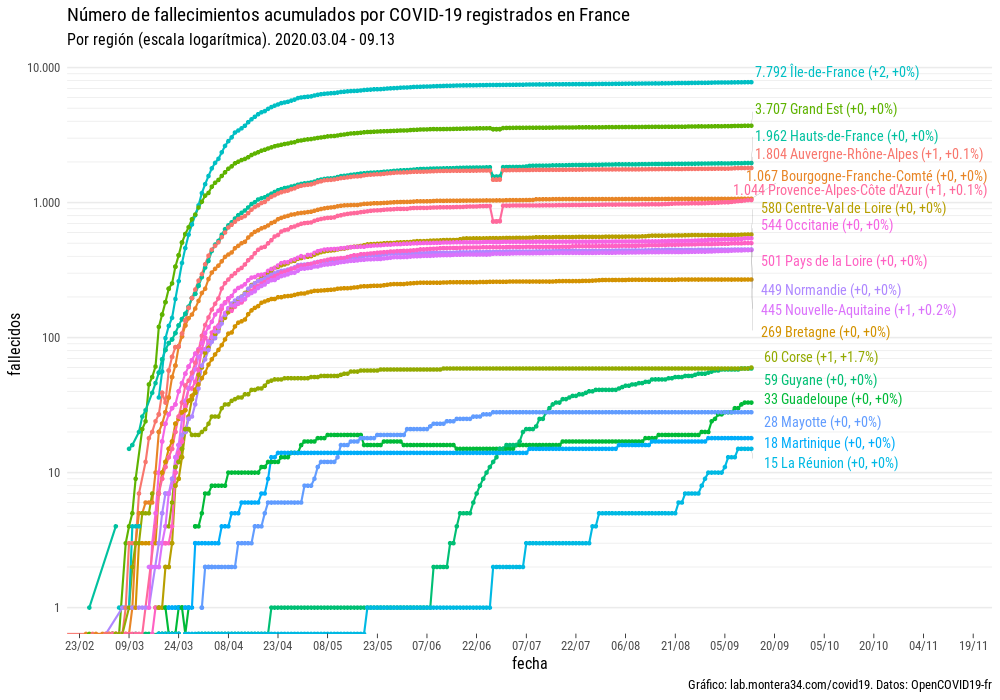 Número de fallecimientos acumulados por COVID-19 registrados en France
Por región (escala logarítmica). 2020.03.04 - 09.13
10.000
1.000
100
10
1
fallecidos
7.792 Île-de-France (+2, +0%)
3.707 Grand Est (+0, +0%)
1.962 Hauts-de-France (+0, +0%)
1.804 Auvergne-Rhône-Alpes (+1, +0.1%)
1.067 Bourgogne-Franche-Comté (+0, +0%)
1.044 Provence-Alpes-Côte d'Azur (+1, +0.1%)
580 Centre-Val de Loire (+0, +0%)
544 Occitanie (+0, +0%)
501 Pays de la Loire (+0, +0%)
449 Normandie (+0, +0%)
445 Nouvelle-Aquitaine (+1, +0.2%)
269 Bretagne (+0, +0%)
60 Corse (+1, +1.7%)
59 Guyane (+0, +0%)
33 Guadeloupe (+0, +0%)
28 Mayotte (+0, +0%)
18 Martinique (+0, +0%)
15 La Réunion (+0, +0%)
23/02 09/03 24/03 08/04 23/04 08/05 23/05 07/06 22/06 07/07 22/07 06/08 21/08 05/09 20/09 05/10 20/10 04/11 19/11
fecha
Gráfico: lab.montera34.com/covid19. Datos: OpenCOVID19-fr